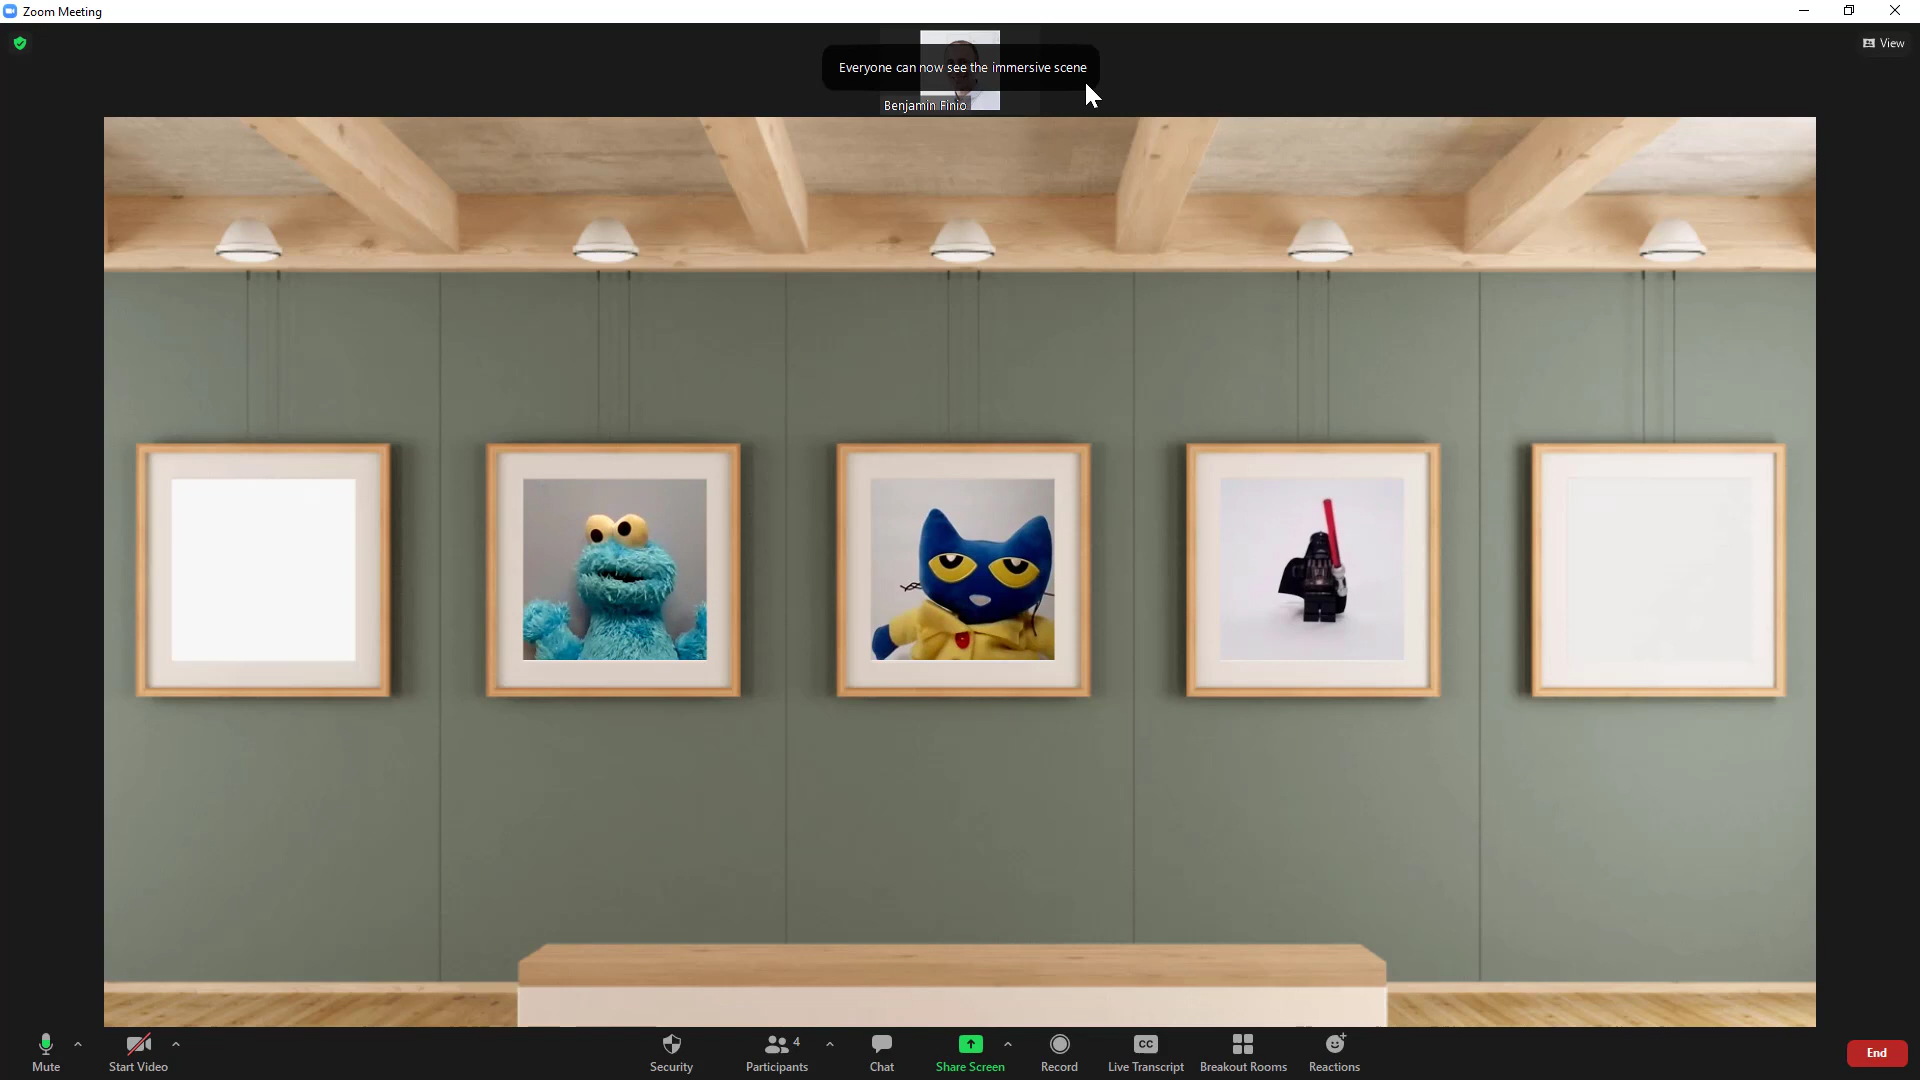 Zoom Meeting
View
Everyone can now see the immersive scene
Benjamin Finio
Mute
Start Video
Security
4
Participants
Chat
Share Screen
Record
CC
Live Transcript
Breakout Rooms
Reactions
End